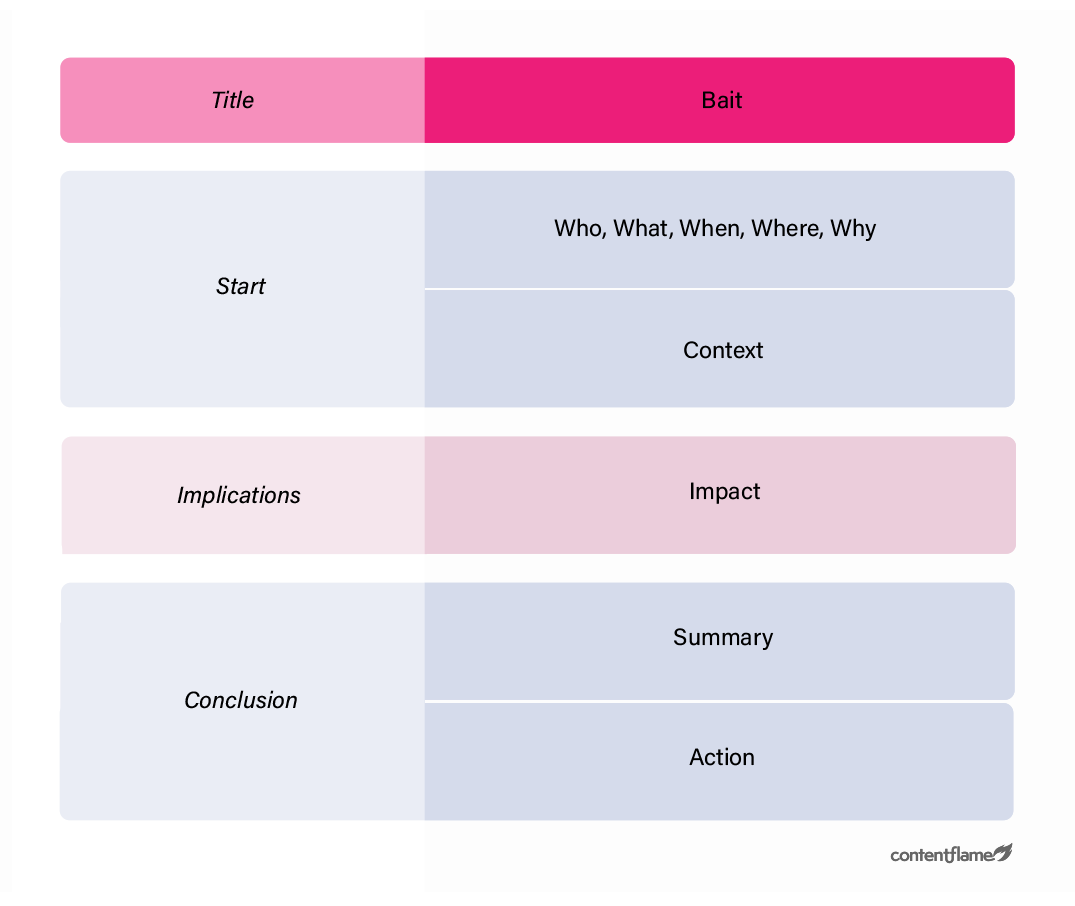 Title
Bait
Start
Who, What, When, Where, Why
Context
Implications
Impact
Conclusion
Summary
Action
contentflame